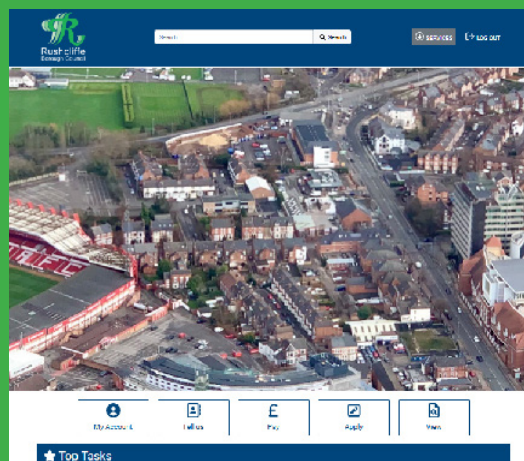 Rushcliffe
Borough Council
Search
Search
SERVICES
LOG OUT
My Account
Tell us
Pay
Apply
View
Top Tasks